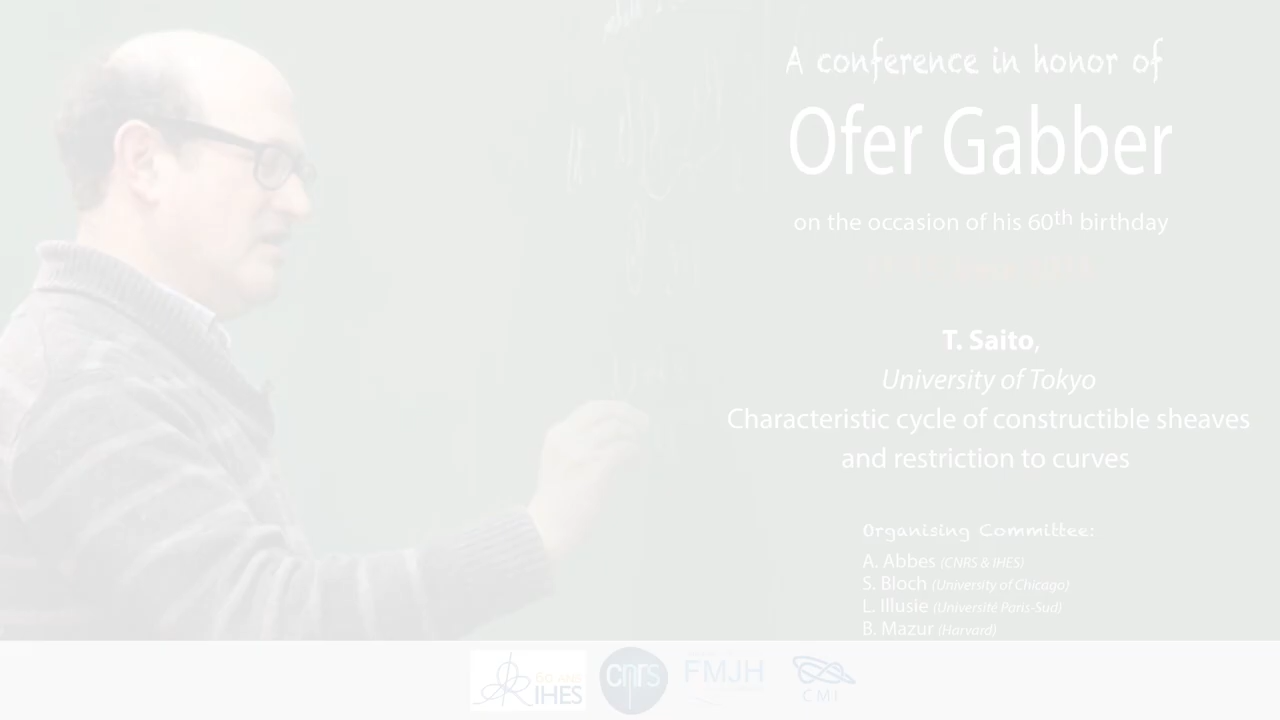 A conference in honor of
Ofer Gabber
on the occasion of his 60th birthday
T. Saito,
University of Tokyo
Characteristic cycle of constructible sheaves
and restriction to curves
Organising Committee:
A. Abbes (CNRS & IHES)
S. Bloch (University of Chicago)
L. Illusie (Université Paris-Sud)
B. Mazur (Harvard)
IHES
cnrs
FMJH
CMI